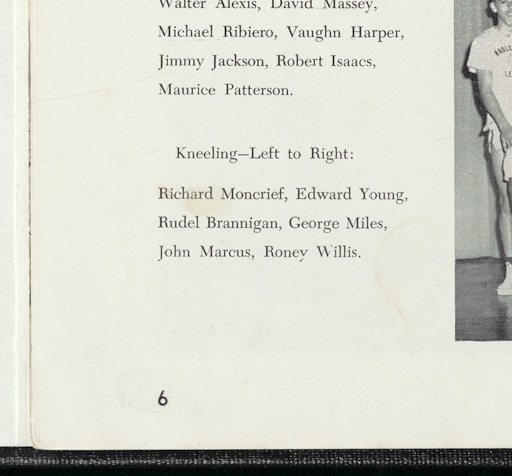 Walter Alexis, David Massey,
Michael Ribiero, Vaughn Harper,
Jimmy Jackson, Robert Isaacs,
Maurice Patterson.
Kneeling—Left to Right:
Richard Moncrief, Edward Young,
Rudel Brannigan, George Miles,
John Marcus, Roney Willis.
6